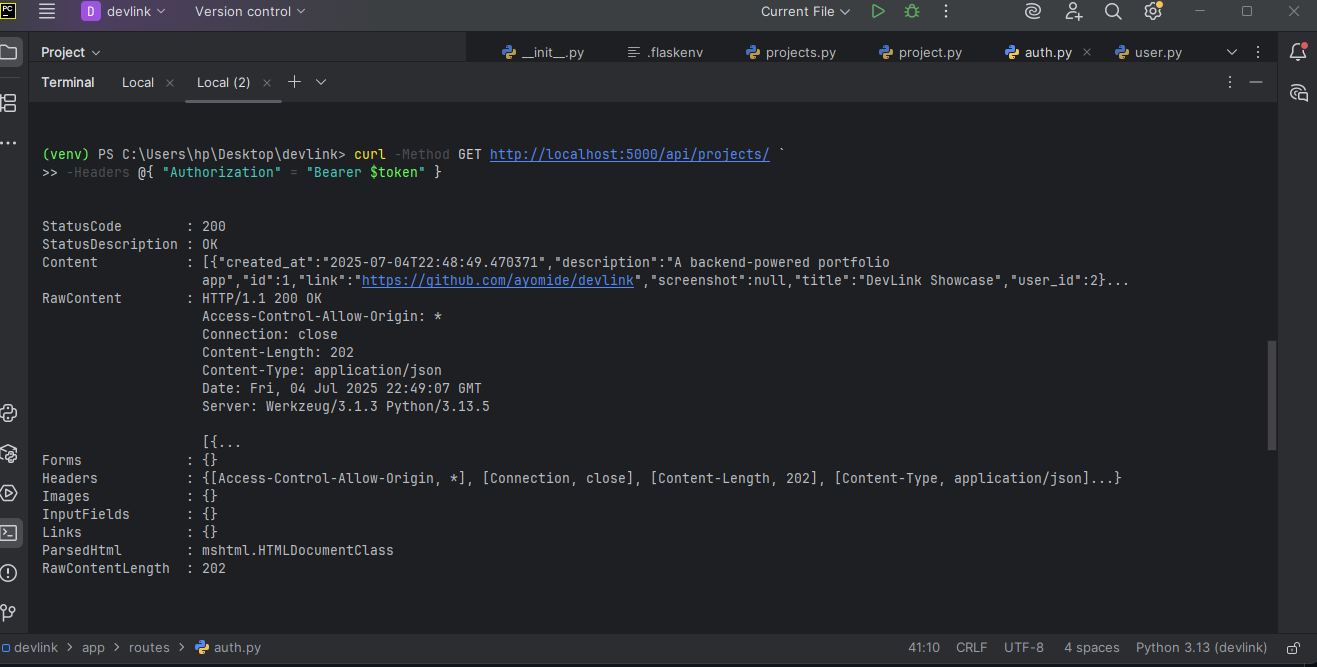 PC
D devlink Version control Current File
Project __init__.py .flaskenv projects.py project.py auth.py user.py
Terminal Local Local (2)
(venv) PS C:\Users\hp\Desktop\devlink> curl -Method GET http://localhost:5000/api/projects/ `
>> -Headers @{ "Authorization" = "Bearer $token" }
StatusCode : 200
StatusDescription : OK
Content : [{"created_at":"2025-07-04T22:48:49.470371","description":"A backend-powered portfolio
app","id":1,"link":"https://github.com/ayomide/devlink","screenshot":null,"title":"DevLink Showcase","user_id":2}...
RawContent : HTTP/1.1 200 OK
Access-Control-Allow-Origin: *
Connection: close
Content-Length: 202
Content-Type: application/json
Date: Fri, 04 Jul 2025 22:49:07 GMT
Server: Werkzeug/3.1.3 Python/3.13.5
[{...
Forms : {}
Headers : {[Access-Control-Allow-Origin, *], [Connection, close], [Content-Length, 202], [Content-Type, application/json]...}
Images : {}
InputFields : {}
Links : {}
ParsedHtml : mshtml.HTMLDocumentClass
RawContentLength : 202
devlink > app > routes > auth.py 41:10 CRLF UTF-8 4 spaces Python 3.13 (devlink)